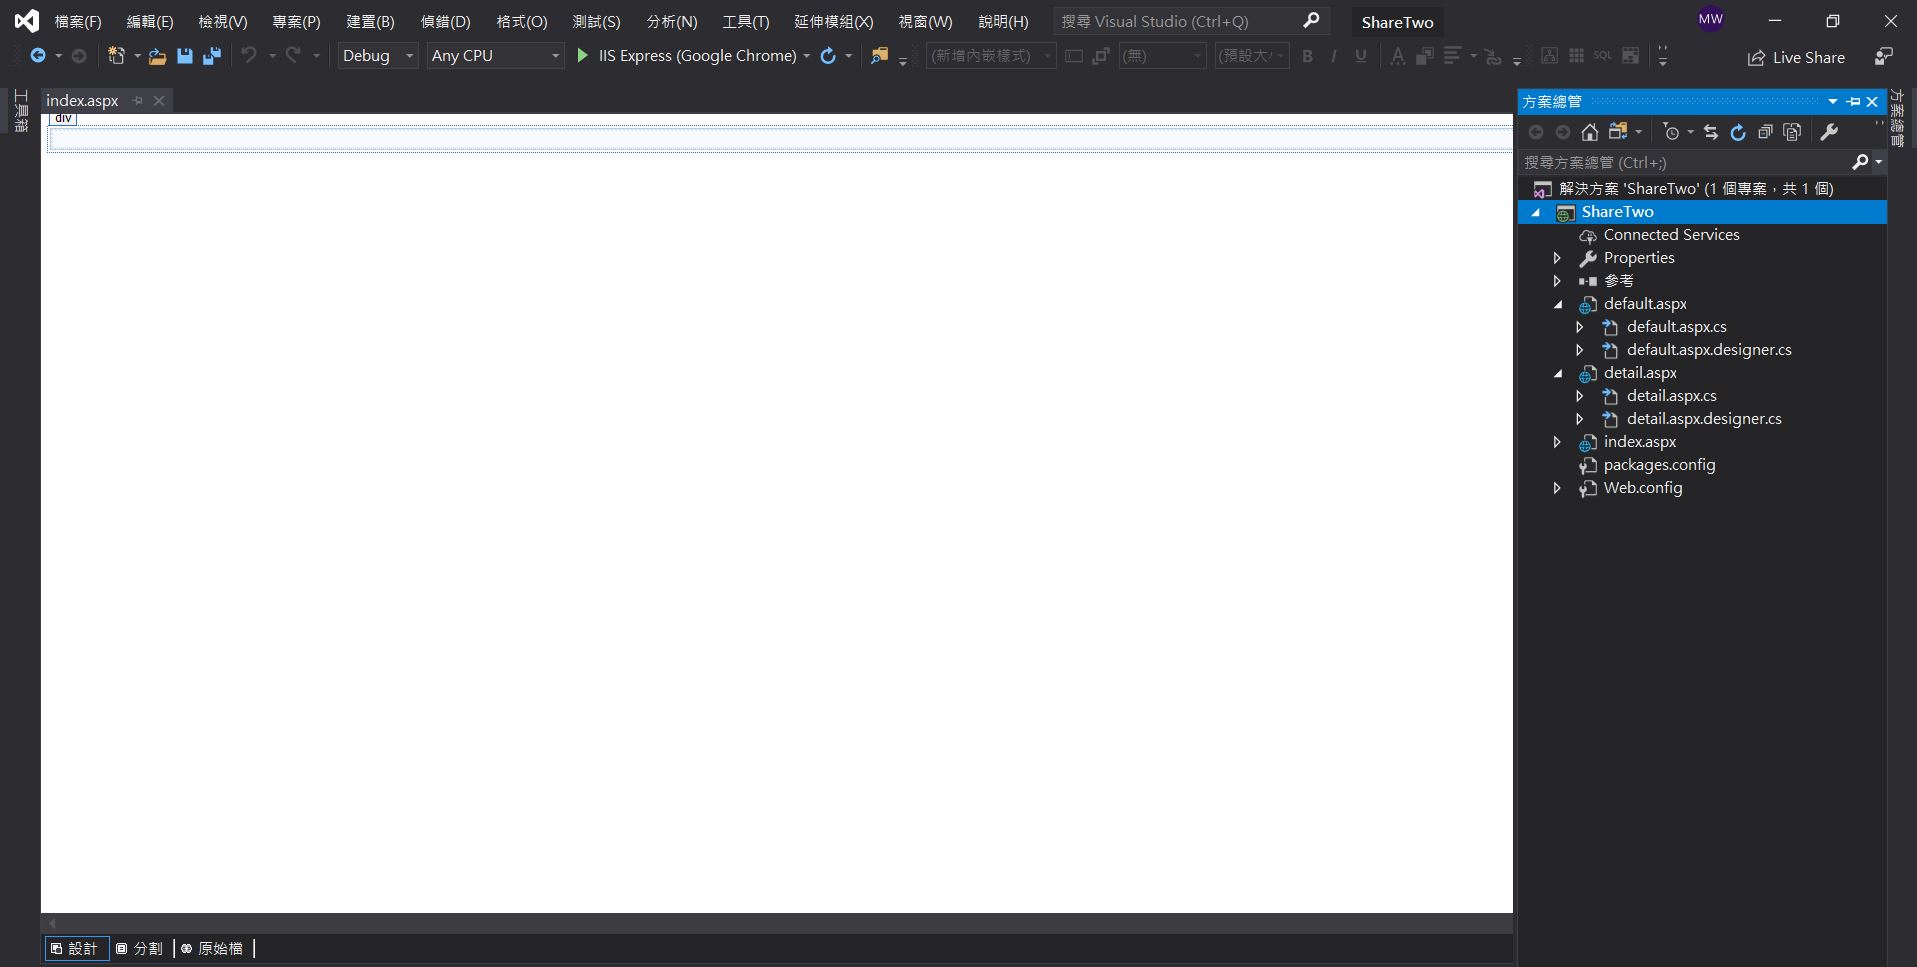 檔案(F) 編輯(E) 檢視(V) 專案(P) 建置(B) 偵錯(D) 格式(O) 測試(S) 分析(N) 工具(T) 延伸模組(X) 視窗(W) 說明(H) 搜尋 Visual Studio (Ctrl+Q) ShareTwo MW
Debug Any CPU IIS Express (Google Chrome) (新增內嵌樣式) (無) (預設大小 B I U A SQL Live Share
工具箱
index.aspx
div
方案總管
方案總管
搜尋方案總管 (Ctrl+;)
解決方案 'ShareTwo' (1 個專案，共 1 個)
ShareTwo
Connected Services
Properties
參考
default.aspx
default.aspx.cs
default.aspx.designer.cs
detail.aspx
detail.aspx.cs
detail.aspx.designer.cs
index.aspx
packages.config
Web.config
設計 分割 原始檔